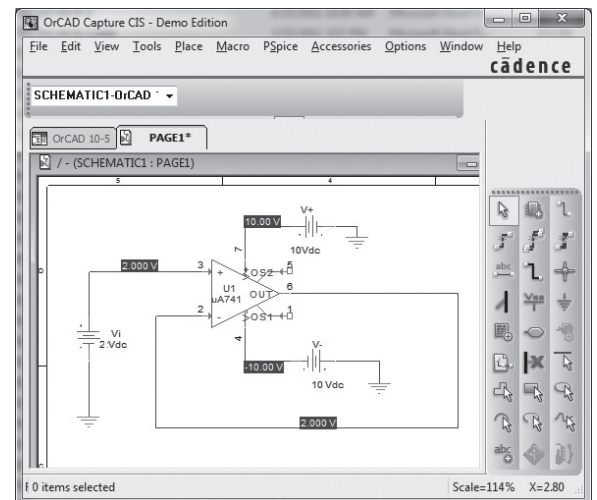 OrCAD Capture CIS - Demo Edition
File Edit View Tools Place Macro PSpice Accessories Options Window Help
cādence
SCHEMATIC1-OrCAD
OrCAD 10-5 PAGE1*
/ - (SCHEMATIC1 : PAGE1)
5 4
V+
10.00 V
10Vdc
7
5
2.000 V
3
+
OS2
U1
uA741
OUT
6
2
-
OS1
1
4
Vi
2Vdc
V-
-10.00 V
10 Vdc
2.000 V
abc
abc
0 items selected Scale=114% X=2.80